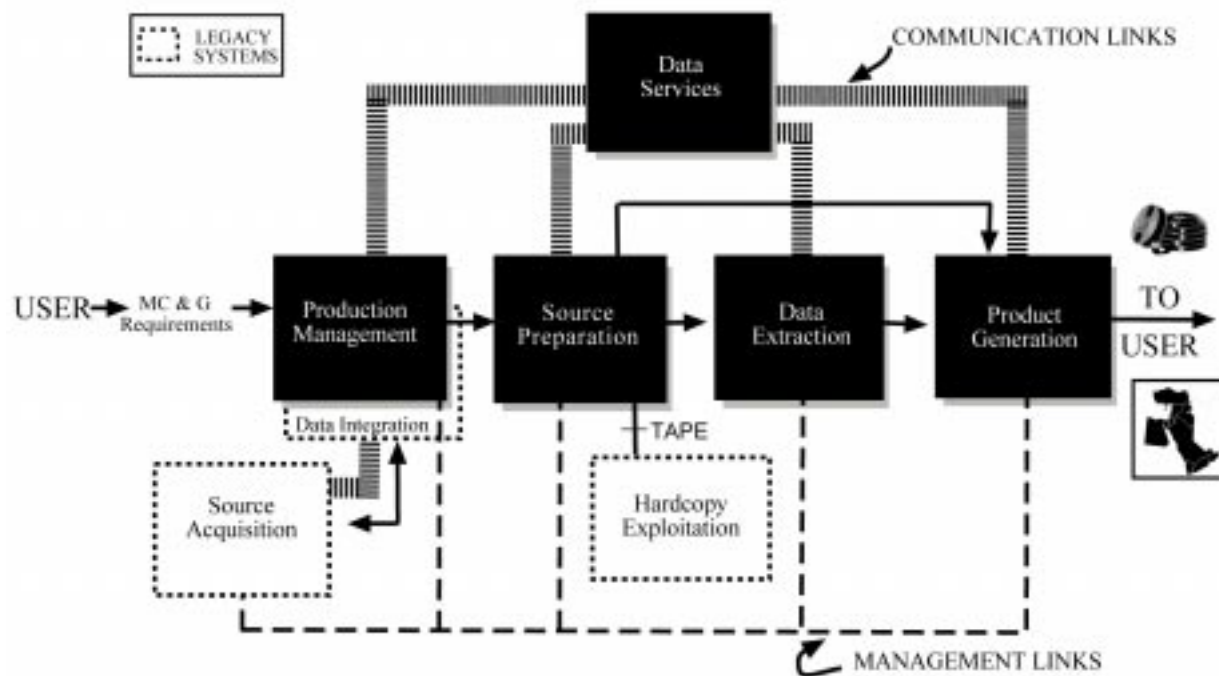 LEGACY
SYSTEMS
COMMUNICATION LINKS
Data
Services
USER
MC & G
Requirements
Production
Management
Source
Preparation
Data
Extraction
Product
Generation
TO
USER
Data Integration
TAPE
Source
Acquisition
Hardcopy
Exploitation
MANAGEMENT LINKS